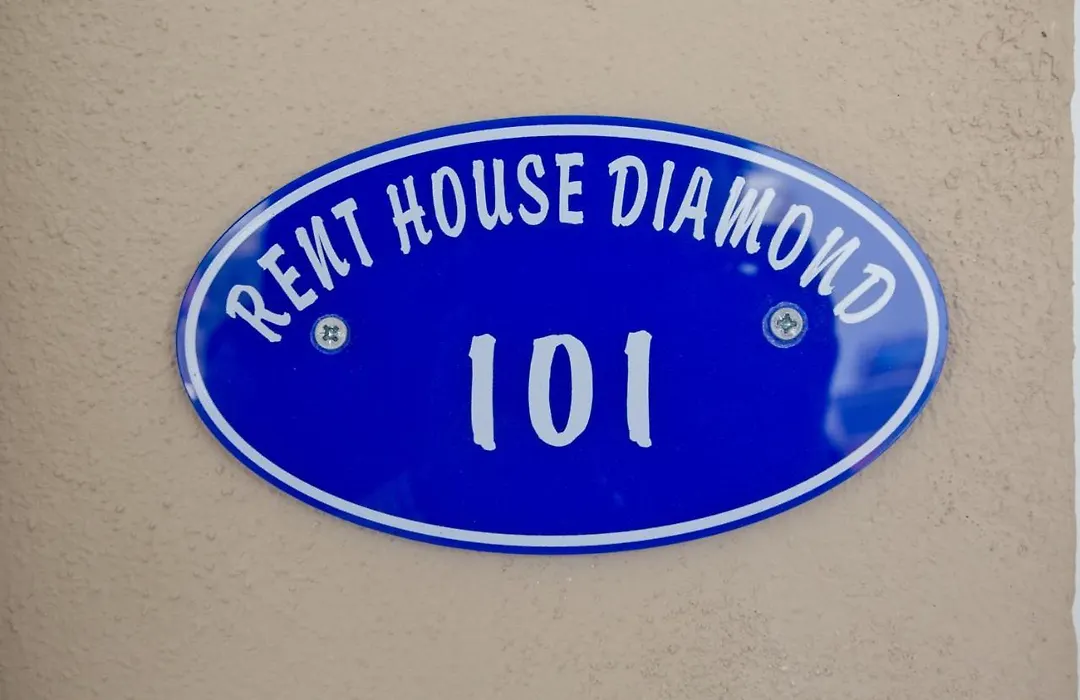 RENT HOUSE DIAMOND
101